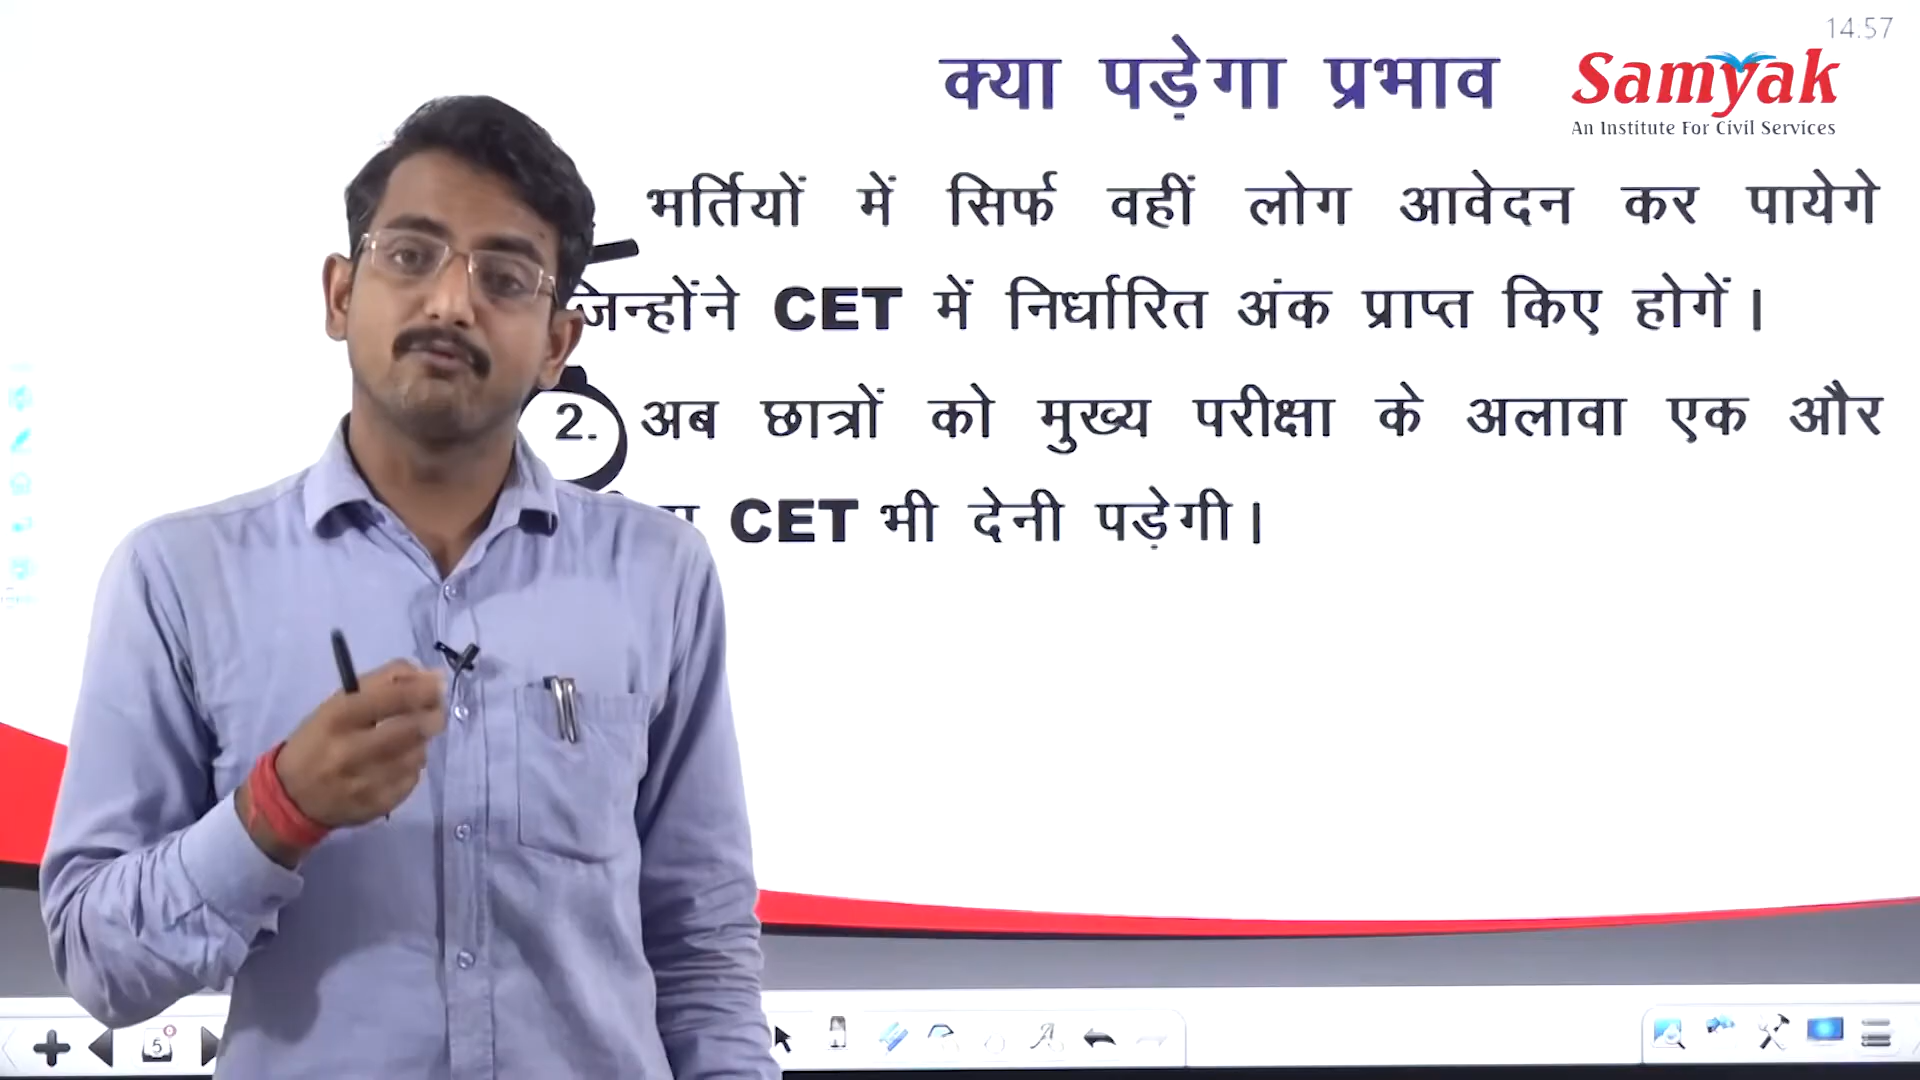 14:57
क्या पड़ेगा प्रभाव
Samyak
An Institute For Civil Services
भर्तियों में सिर्फ वहीं लोग आवेदन कर पायेगे
जिन्होंने CET में निर्धारित अंक प्राप्त किए होगें।
2. अब छात्रों को मुख्य परीक्षा के अलावा एक और
CET भी देनी पड़ेगी।
5